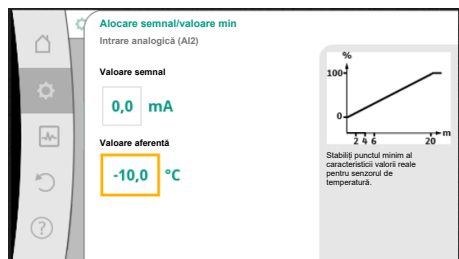 Alocare semnal/valoare min
Intrare analogică (AI2)
Valoare semnal
0,0 mA
Valoare aferentă
-10,0 °C
%
100
0
2 4 6 20 m
Stabiliți punctul minim al
caracteristicii valorii reale
pentru senzorul de
temperatură.
?